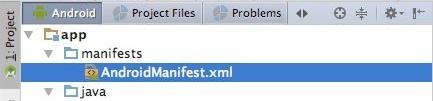 1: Project
Android Project Files Problems
app
manifests
AndroidManifest.xml
java